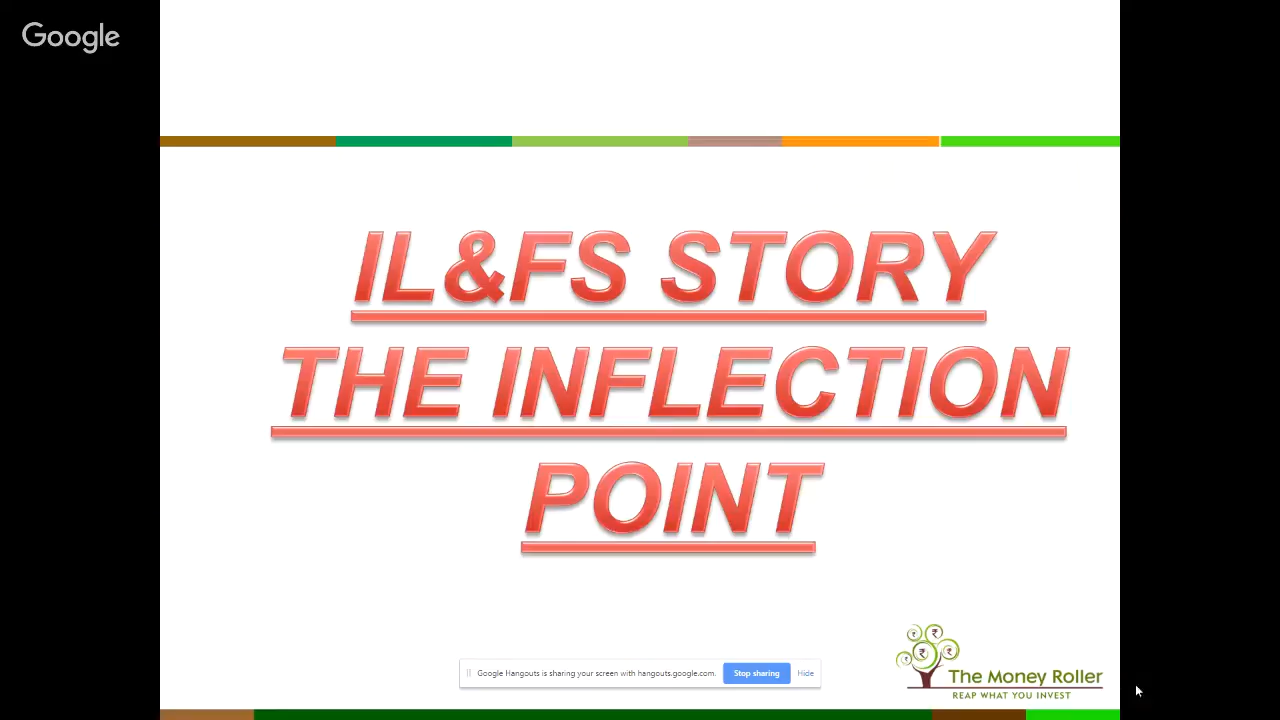 Google
IL&FS STORY
THE INFLECTION
POINT
Google Hangouts is sharing your screen with hangouts.google.com. Stop sharing Hide
The Money Roller
REAP WHAT YOU INVEST